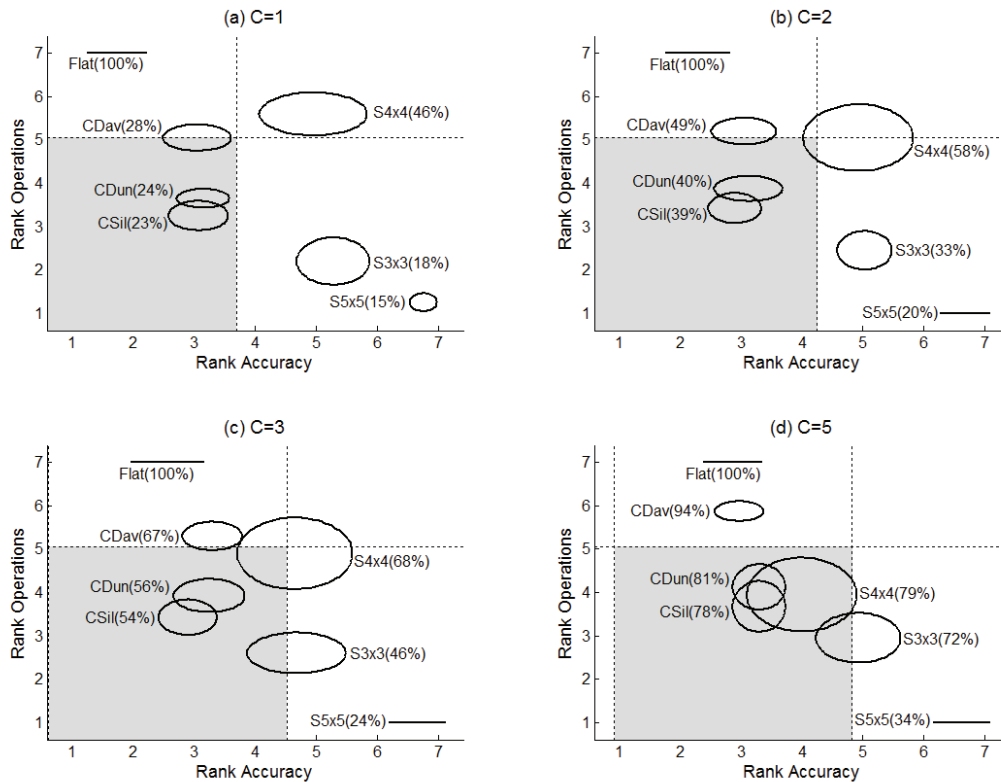 (a) C=1
Rank Operations
7
6
5
4
3
2
1
Flat(100%)
S4x4(46%)
CDav(28%)
CDun(24%)
CSil(23%)
S3x3(18%)
S5x5(15%)
1 2 3 4 5 6 7
Rank Accuracy
(b) C=2
Rank Operations
7
6
5
4
3
2
1
Flat(100%)
CDav(49%)
S4x4(58%)
CDun(40%)
CSil(39%)
S3x3(33%)
S5x5(20%)
1 2 3 4 5 6 7
Rank Accuracy
(c) C=3
Rank Operations
7
6
5
4
3
2
1
Flat(100%)
CDav(67%)
S4x4(68%)
CDun(56%)
CSil(54%)
S3x3(46%)
S5x5(24%)
1 2 3 4 5 6 7
Rank Accuracy
(d) C=5
Rank Operations
7
6
5
4
3
2
1
Flat(100%)
CDav(94%)
CDun(81%)
S4x4(79%)
CSil(78%)
S3x3(72%)
S5x5(34%)
1 2 3 4 5 6 7
Rank Accuracy